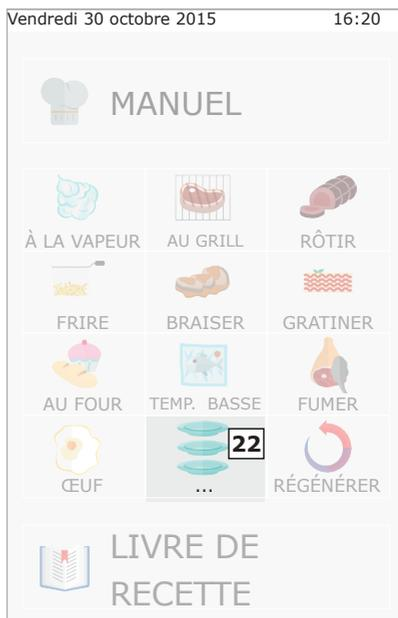 Vendredi 30 octobre 2015 16:20
MANUEL
À LA VAPEUR AU GRILL RÔTIR
FRIRE BRAISER GRATINER
AU FOUR TEMP. BASSE FUMER
22
ŒUF ... RÉGÉNÉRER
LIVRE DE
RECETTE